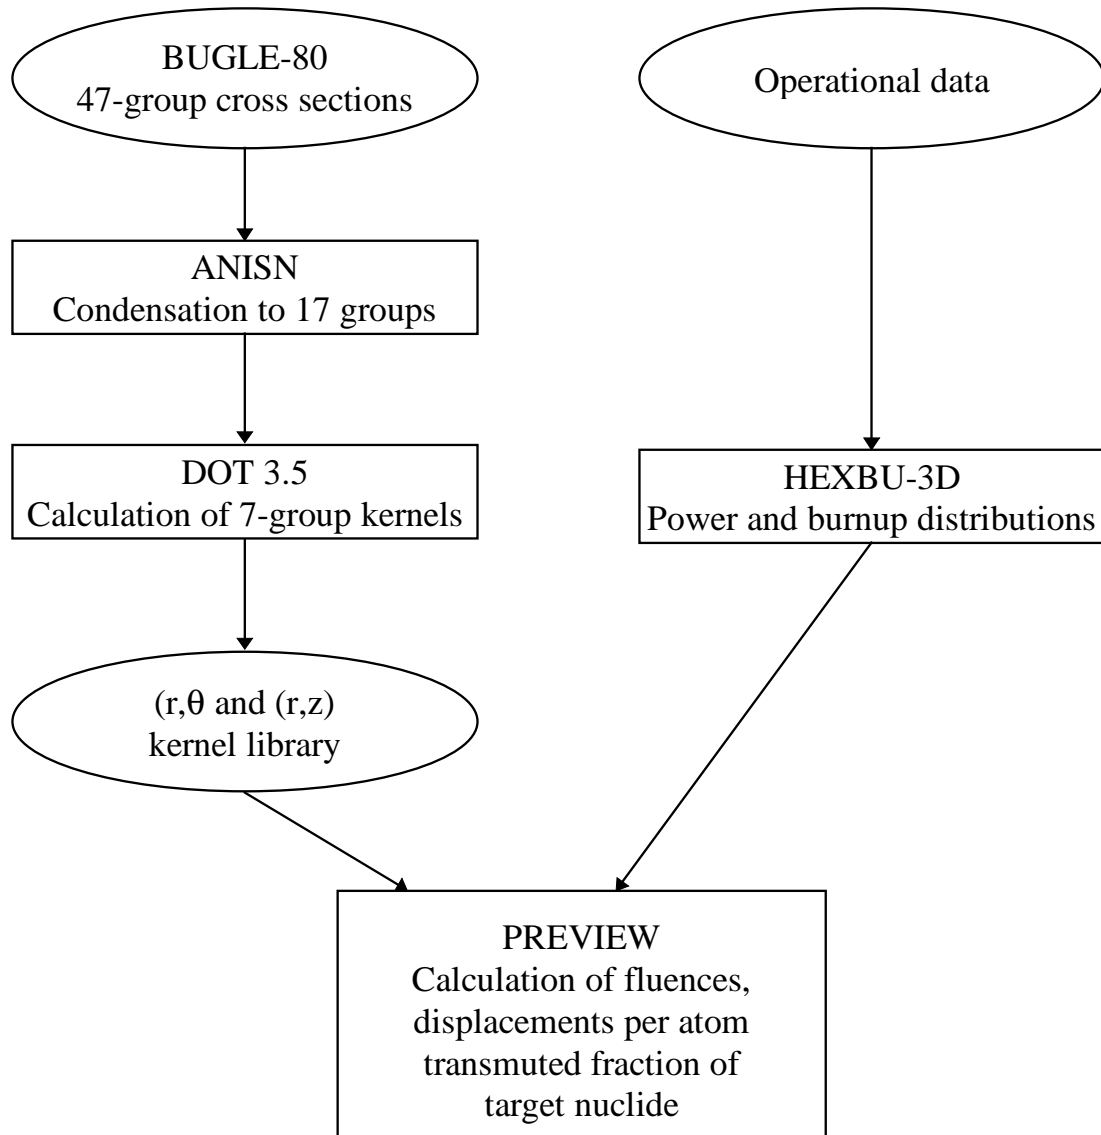 BUGLE-80
47-group cross sections
Operational data
ANISN
Condensation to 17 groups
DOT 3.5
Calculation of 7-group kernels
HEXBU-3D
Power and burnup distributions
(r,θ and (r,z)
kernel library
PREVIEW
Calculation of fluences,
displacements per atom
transmuted fraction of
target nuclide